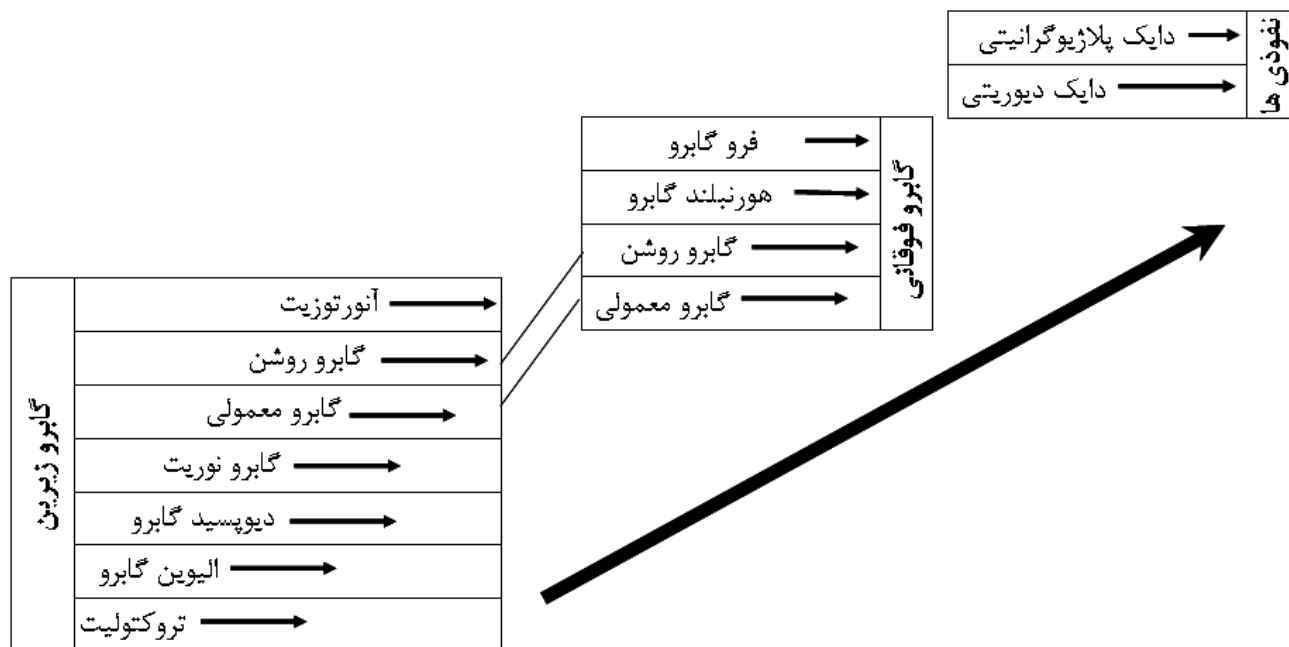 نفوذی ها
دایک پلاژیوگرانیتی
دایک دیوریتی
گابرو فوقانی
فرو گابرو
هورنبلند گابرو
گابرو روشن
گابرو معمولی
گابرو زیرین
آنورتوزیت
گابرو روشن
گابرو معمولی
گابرو نوریت
دیوپسید گابرو
الیوین گابرو
تروکتولیت